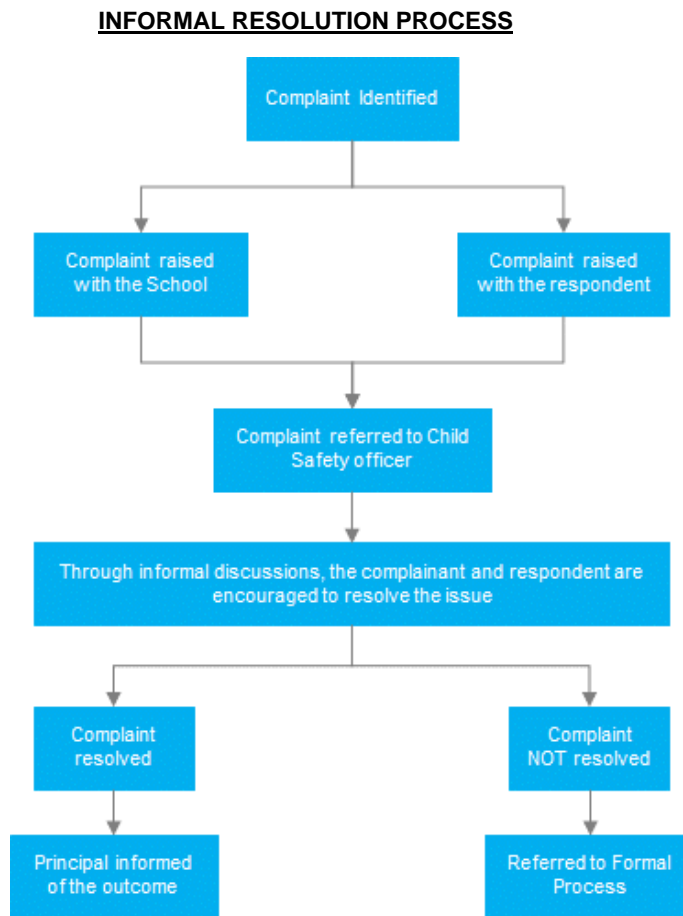 INFORMAL RESOLUTION PROCESS
Complaint Identified
Complaint raised
with the School
Complaint raised
with the respondent
Complaint referred to Child
Safety officer
Through informal discussions, the complainant and respondent are
encouraged to resolve the issue
Complaint
resolved
Complaint
NOT resolved
Principal informed
of the outcome
Referred to Formal
Process